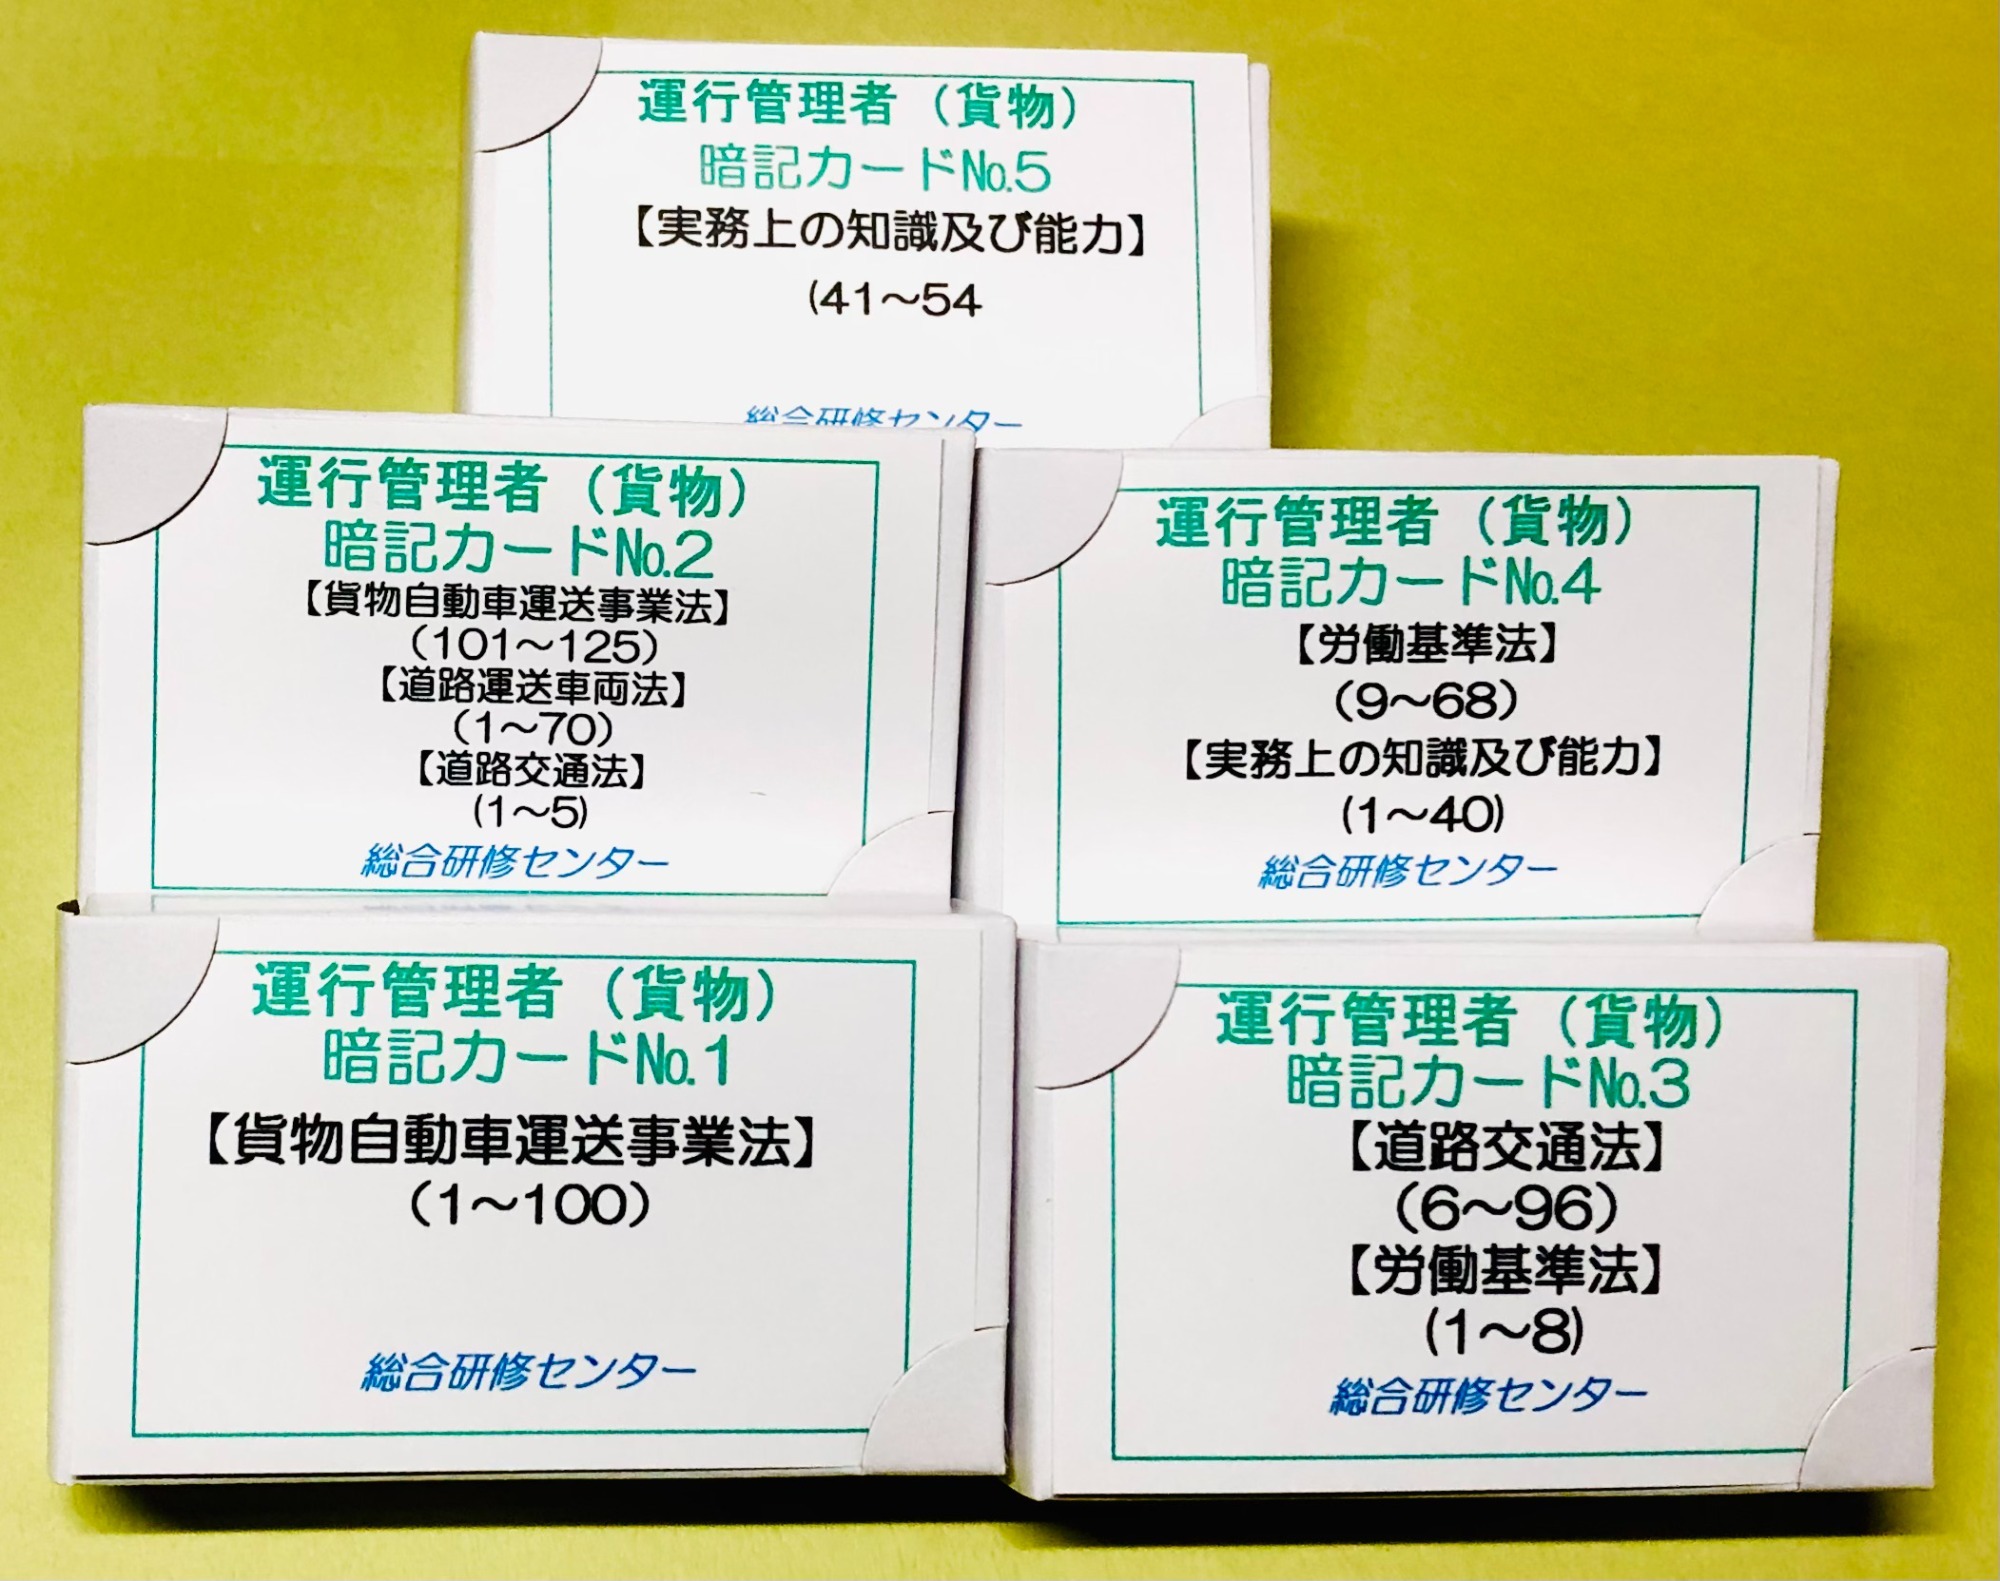 運行管理者（貨物）
暗記カード№.5
【実務上の知識及び能力】
(41～54
総合研修センター
運行管理者（貨物）
暗記カード№.2
【貨物自動車運送事業法】
（101～125）
【道路運送車両法】
（1～70）
【道路交通法】
(1～5)
総合研修センター
運行管理者（貨物）
暗記カード№.4
【労働基準法】
（9～68）
【実務上の知識及び能力】
(1～40)
総合研修センター
運行管理者（貨物）
暗記カード№.1
【貨物自動車運送事業法】
（1～100）
総合研修センター
運行管理者（貨物）
暗記カード№.3
【道路交通法】
（6～96）
【労働基準法】
(1～8)
総合研修センター